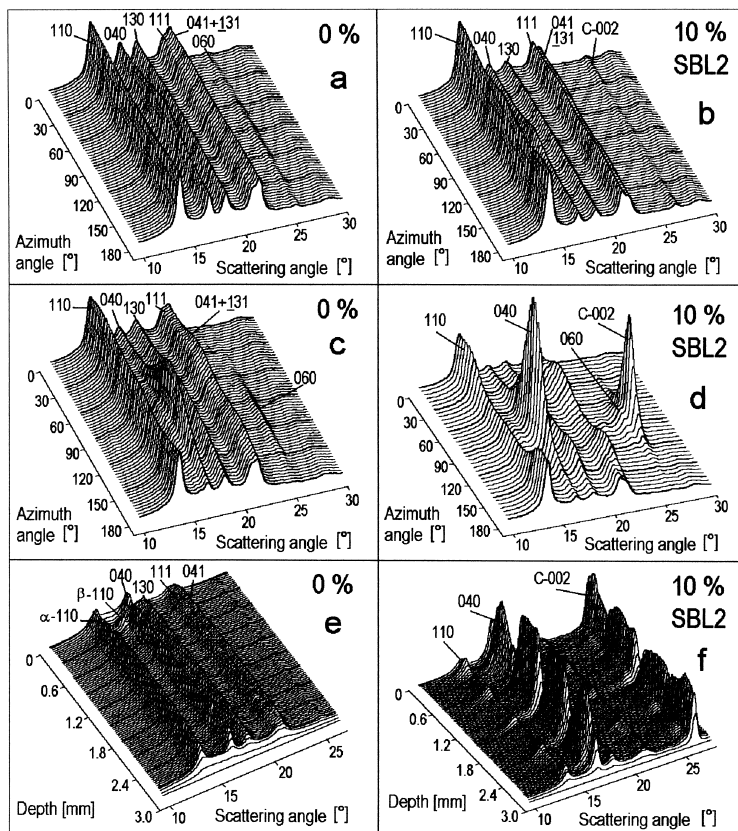 110 040 130 111 041+131 060 0 %
a
0 30 60 90 120 150 180
10 15 20 25 30
Azimuth angle [°] Scattering angle [°]
110 040 130 111 041 131 C-002 10 % SBL2
b
0 30 60 90 120 150 180
10 15 20 25 30
Azimuth angle [°] Scattering angle [°]
110 040 130 111 041+131 060 0 %
c
0 30 60 90 120 150 180
10 15 20 25 30
Azimuth angle [°] Scattering angle [°]
110 040 060 C-002 10 % SBL2
d
0 30 60 90 120 150 180
10 15 20 25 30
Azimuth angle [°] Scattering angle [°]
α-110 β-110 040 130 111 041 0 %
e
0 0.6 1.2 1.8 2.4 3.0
10 15 20 25
Depth [mm] Scattering angle [°]
110 040 C-002 10 % SBL2
f
0 0.6 1.2 1.8 2.4 3.0
10 15 20 25
Depth [mm] Scattering angle [°]